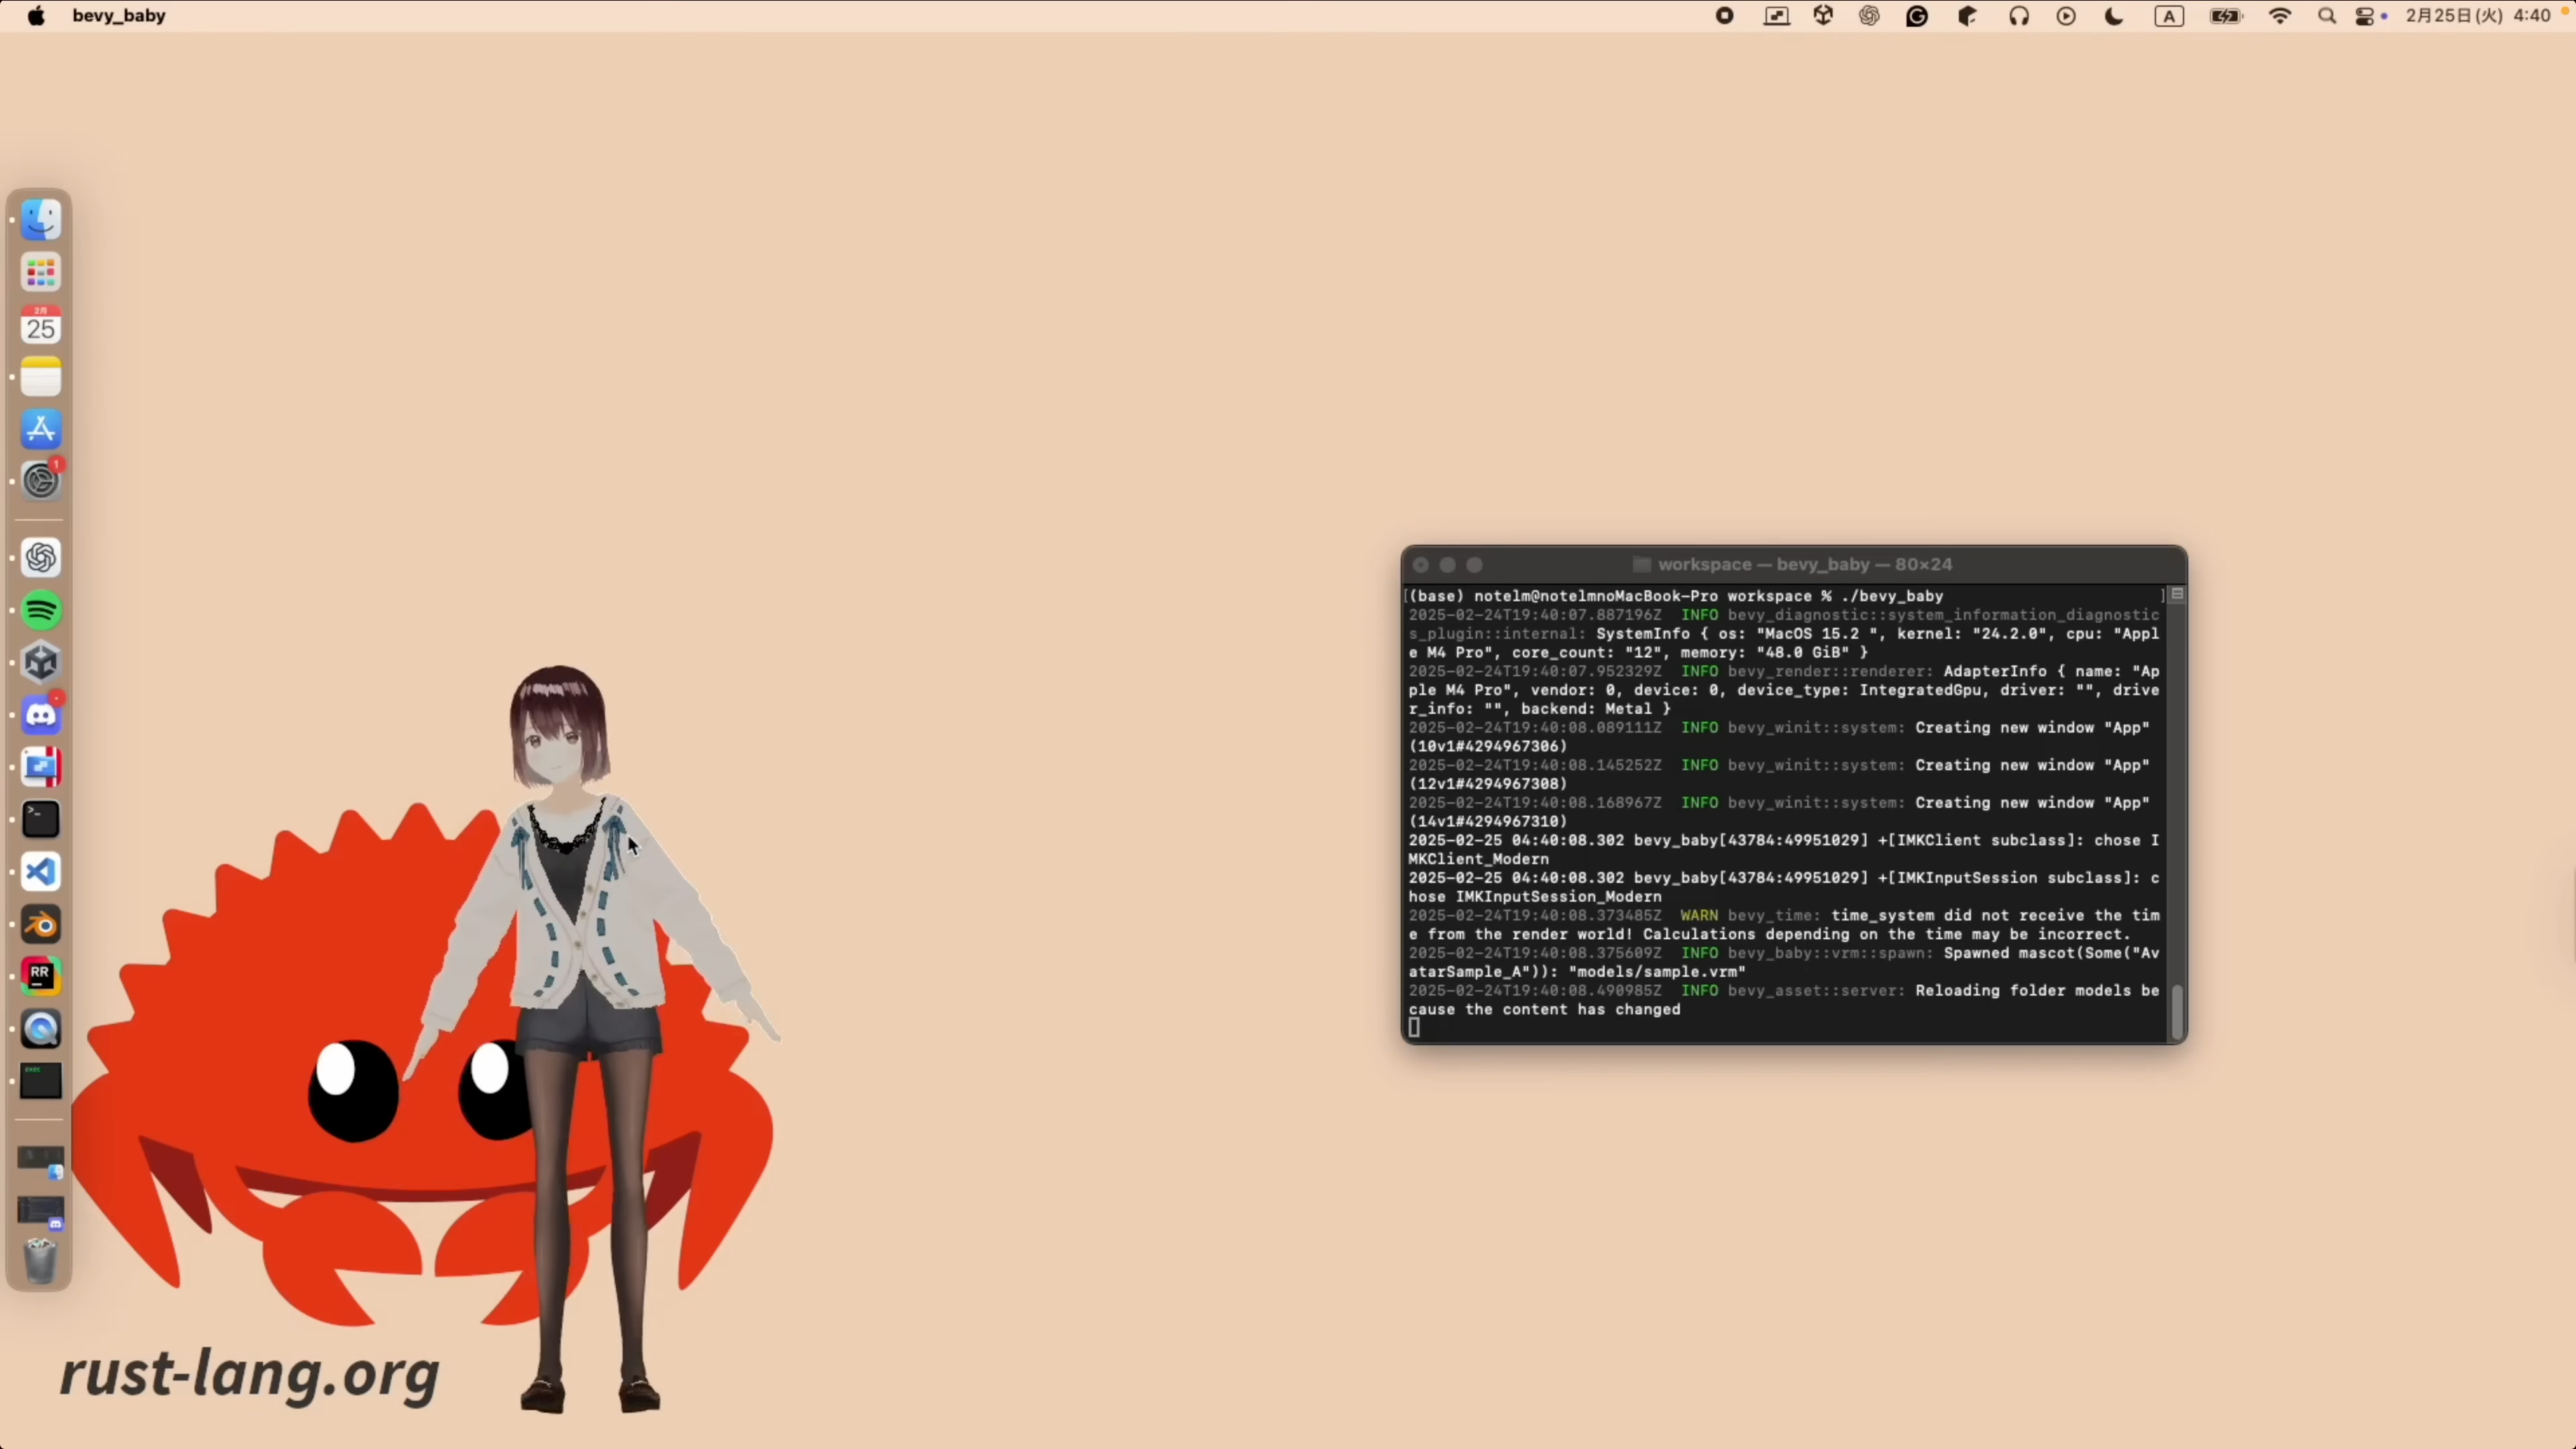 bevy_baby
A
2月25日(火) 4:40
2月
25
1
RR
exec
workspace — bevy_baby — 80×24
[(base) notelm@notelmnoMacBook-Pro workspace % ./bevy_baby ]
2025-02-24T19:40:07.887196Z  INFO bevy_diagnostic::system_information_diagnostic
s_plugin::internal: SystemInfo { os: "MacOS 15.2 ", kernel: "24.2.0", cpu: "Appl
e M4 Pro", core_count: "12", memory: "48.0 GiB" }
2025-02-24T19:40:07.952329Z  INFO bevy_render::renderer: AdapterInfo { name: "Ap
ple M4 Pro", vendor: 0, device: 0, device_type: IntegratedGpu, driver: "", drive
r_info: "", backend: Metal }
2025-02-24T19:40:08.089111Z  INFO bevy_winit::system: Creating new window "App"
(10v1#4294967306)
2025-02-24T19:40:08.145252Z  INFO bevy_winit::system: Creating new window "App"
(12v1#4294967308)
2025-02-24T19:40:08.168967Z  INFO bevy_winit::system: Creating new window "App"
(14v1#4294967310)
2025-02-25 04:40:08.302 bevy_baby[43784:49951029] +[IMKClient subclass]: chose I
MKClient_Modern
2025-02-25 04:40:08.302 bevy_baby[43784:49951029] +[IMKInputSession subclass]: c
hose IMKInputSession_Modern
2025-02-24T19:40:08.373485Z  WARN bevy_time: time_system did not receive the tim
e from the render world! Calculations depending on the time may be incorrect.
2025-02-24T19:40:08.375609Z  INFO bevy_baby::vrm::spawn: Spawned mascot(Some("Av
atarSample_A")): "models/sample.vrm"
2025-02-24T19:40:08.490985Z  INFO bevy_asset::server: Reloading folder models be
cause the content has changed
rust-lang.org